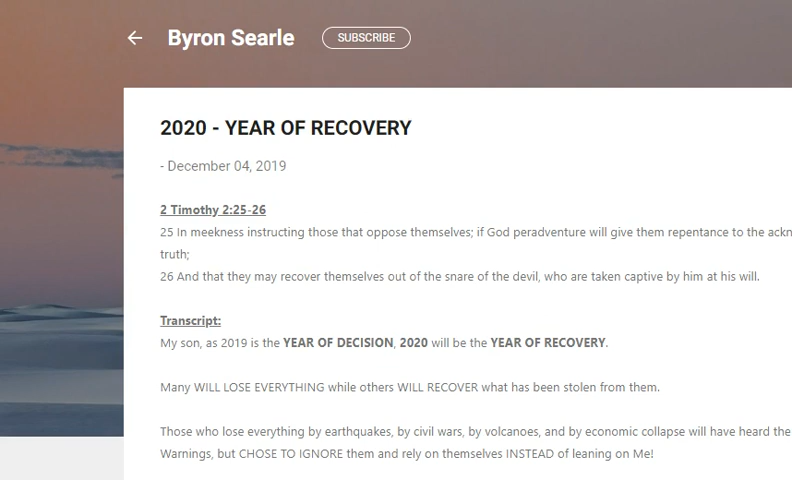 Byron Searle
SUBSCRIBE
2020 - YEAR OF RECOVERY
- December 04, 2019
2 Timothy 2:25-26
25 In meekness instructing those that oppose themselves; if God peradventure will give them repentance to the
truth;
26 And that they may recover themselves out of the snare of the devil, who are taken captive by him at his will.
Transcript:
My son, as 2019 is the YEAR OF DECISION, 2020 will be the YEAR OF RECOVERY.
Many WILL LOSE EVERYTHING while others WILL RECOVER what has been stolen from them.
Those who lose everything by earthquakes, by civil wars, by volcanoes, and by economic collapse will have heard the
Warnings, but CHOSE TO IGNORE them and rely on themselves INSTEAD of leaning on Me!